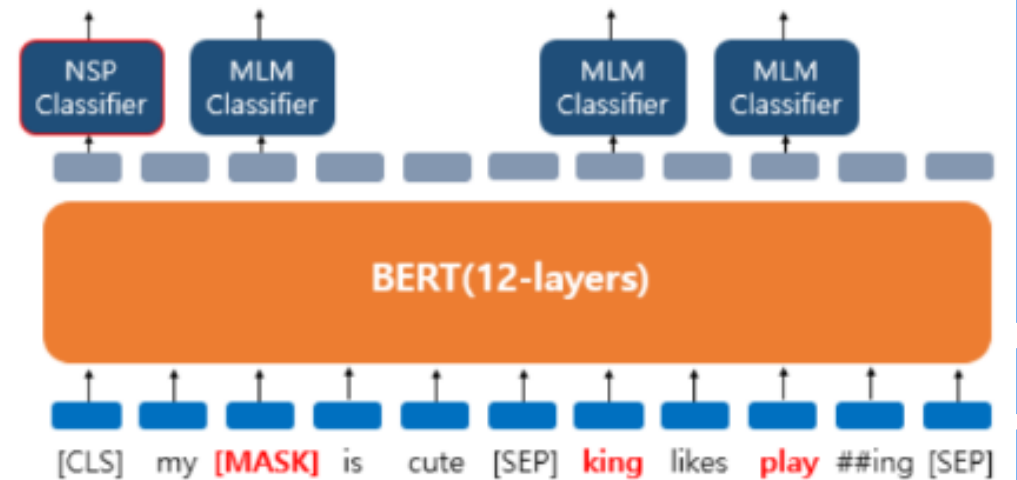 NSP
Classifier
MLM
Classifier
MLM
Classifier
MLM
Classifier
BERT(12-layers)
[CLS] my [MASK] is cute [SEP] king likes play ##ing [SEP]